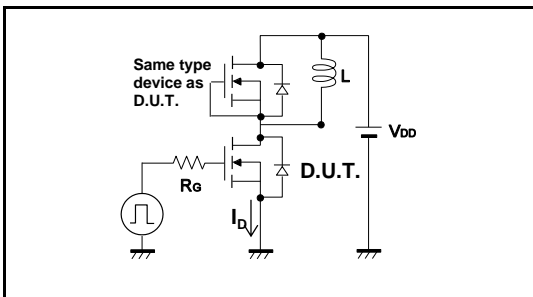 Same type
device as
D.U.T.
L
VDD
D.U.T.
RG
ID